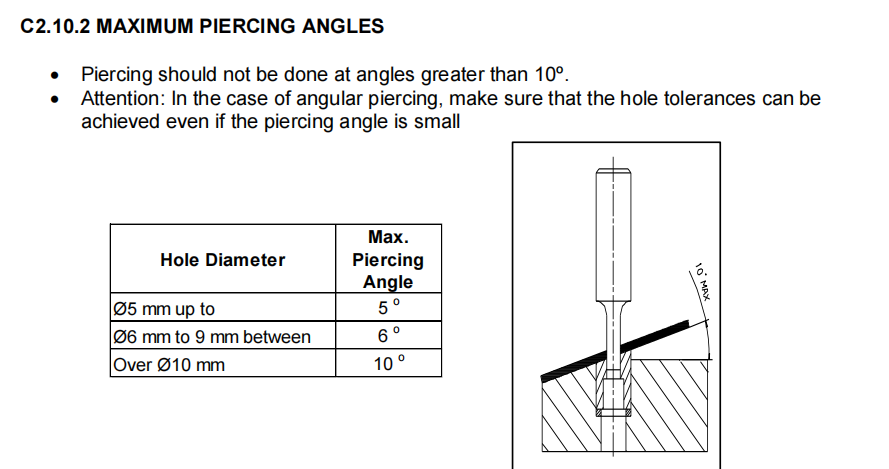 C2.10.2 MAXIMUM PIERCING ANGLES
• Piercing should not be done at angles greater than 10º.
• Attention: In the case of angular piercing, make sure that the hole tolerances can be
achieved even if the piercing angle is small
Hole Diameter
Max.
Piercing
Angle
Ø5 mm up to
5 º
Ø6 mm to 9 mm between
6 º
Over Ø10 mm
10 º
10° MAX